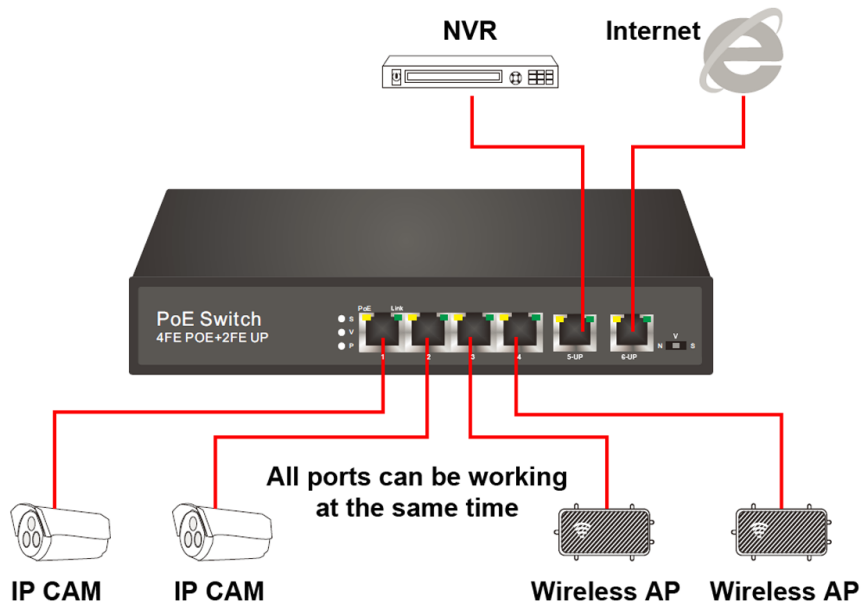 NVR
Internet
PoE Switch
4FE POE+2FE UP
PoE Link
S
V
P
1 2 3 4 5-UP 6-UP
V
N S
All ports can be working
at the same time
IP CAM IP CAM Wireless AP Wireless AP